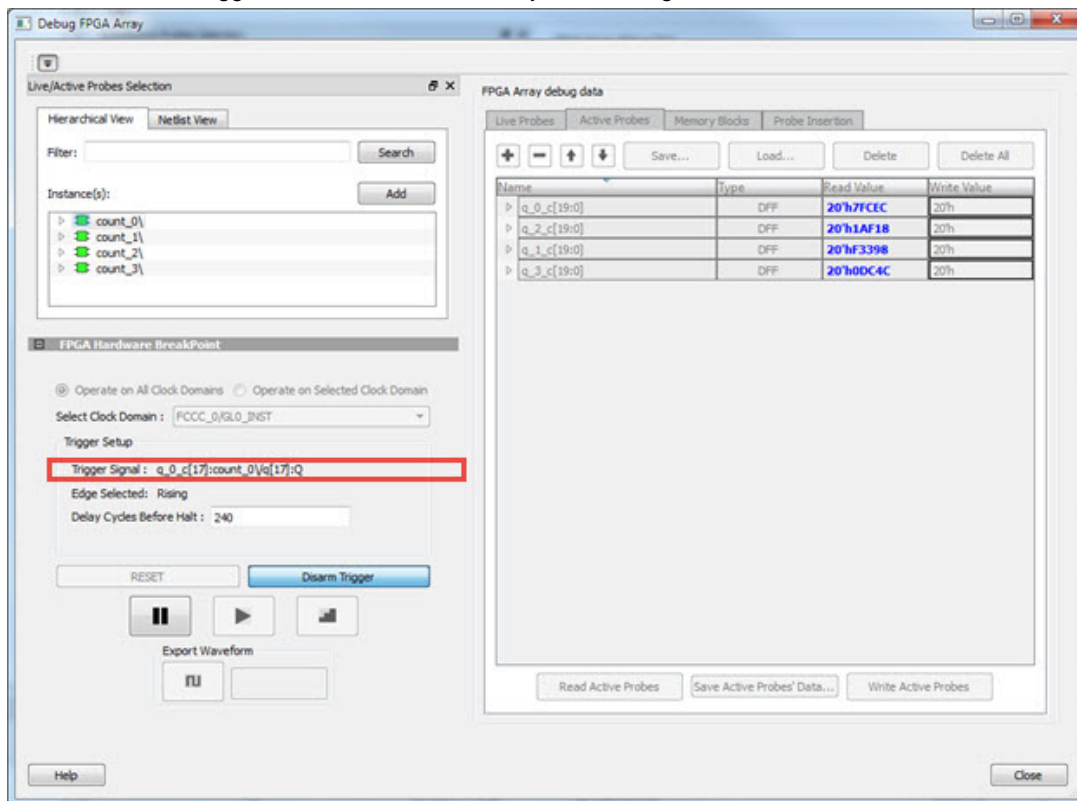 Debug FPGA Array
Live/Active Probes Selection
Hierarchical View Netlist View
Filter: Search
Instance(s): Add
count_0\
count_1\
count_2\
count_3\
FPGA Hardware BreakPoint
Operate on All Clock Domains Operate on Selected Clock Domain
Select Clock Domain : FCCC_0/GL0_INST
Trigger Setup
Trigger Signal : q_0_c[17]:count_0\/q[17]:Q
Edge Selected: Rising
Delay Cycles Before Halt : 240
RESET Disarm Trigger
Export Waveform
FPGA Array debug data
Live Probes Active Probes Memory Blocks Probe Insertion
Save... Load... Delete Delete All
Name Type Read Value Write Value
q_0_c[19:0] DFF 20'h7FCEC 20'h
q_2_c[19:0] DFF 20'h1AF18 20'h
q_1_c[19:0] DFF 20'hF3398 20'h
q_3_c[19:0] DFF 20'h0DC4C 20'h
Read Active Probes Save Active Probes' Data... Write Active Probes
Help Close